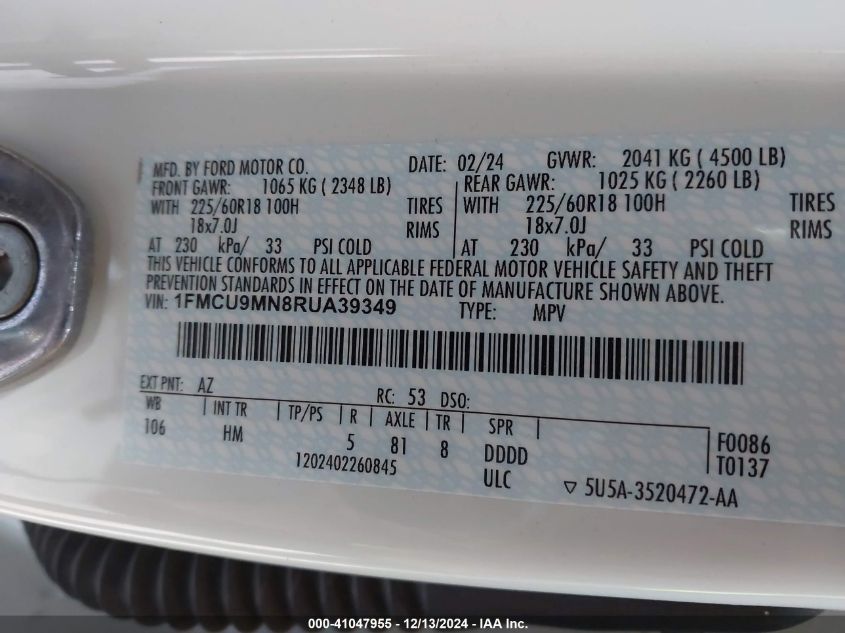 MFD. BY FORD MOTOR CO. DATE: 02/24 GVWR: 2041 KG ( 4500 LB)
FRONT GAWR: 1065 KG ( 2348 LB) REAR GAWR: 1025 KG ( 2260 LB)
WITH 225/60R18 100H TIRES WITH 225/60R18 100H TIRES
18x7.0J RIMS 18x7.0J RIMS
AT 230 kPa/ 33 PSI COLD AT 230 kPa/ 33 PSI COLD
THIS VEHICLE CONFORMS TO ALL APPLICABLE FEDERAL MOTOR VEHICLE SAFETY AND THEFT
PREVENTION STANDARDS IN EFFECT ON THE DATE OF MANUFACTURE SHOWN ABOVE.
VIN: 1FMCU9MN8RUA39349 TYPE: MPV
EXT PNT: AZ RC: 53 DSO:
WB INT TR TP/PS R AXLE TR SPR
106 HM 5 81 8 DDDD F0086
1202402260845 ULC T0137
▽ 5U5A-3520472-AA
000-41047955 - 12/13/2024 - IAA Inc.